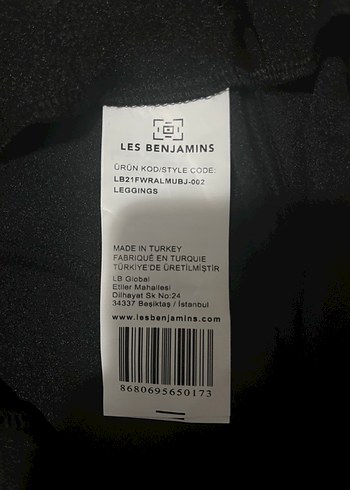 LES BENJAMINS
ÜRÜN KOD/STYLE CODE:
LB21FWRALMUBJ-002
LEGGINGS
MADE IN TURKEY
FABRIQUÉ EN TURQUIE
TÜRKİYE'DE ÜRETİLMİŞTİR
LB Global
Etiler Mahallesi
Dilhayat Sk No:24
34337 Beşiktaş / İstanbul
www.lesbenjamins.com
8680695650173